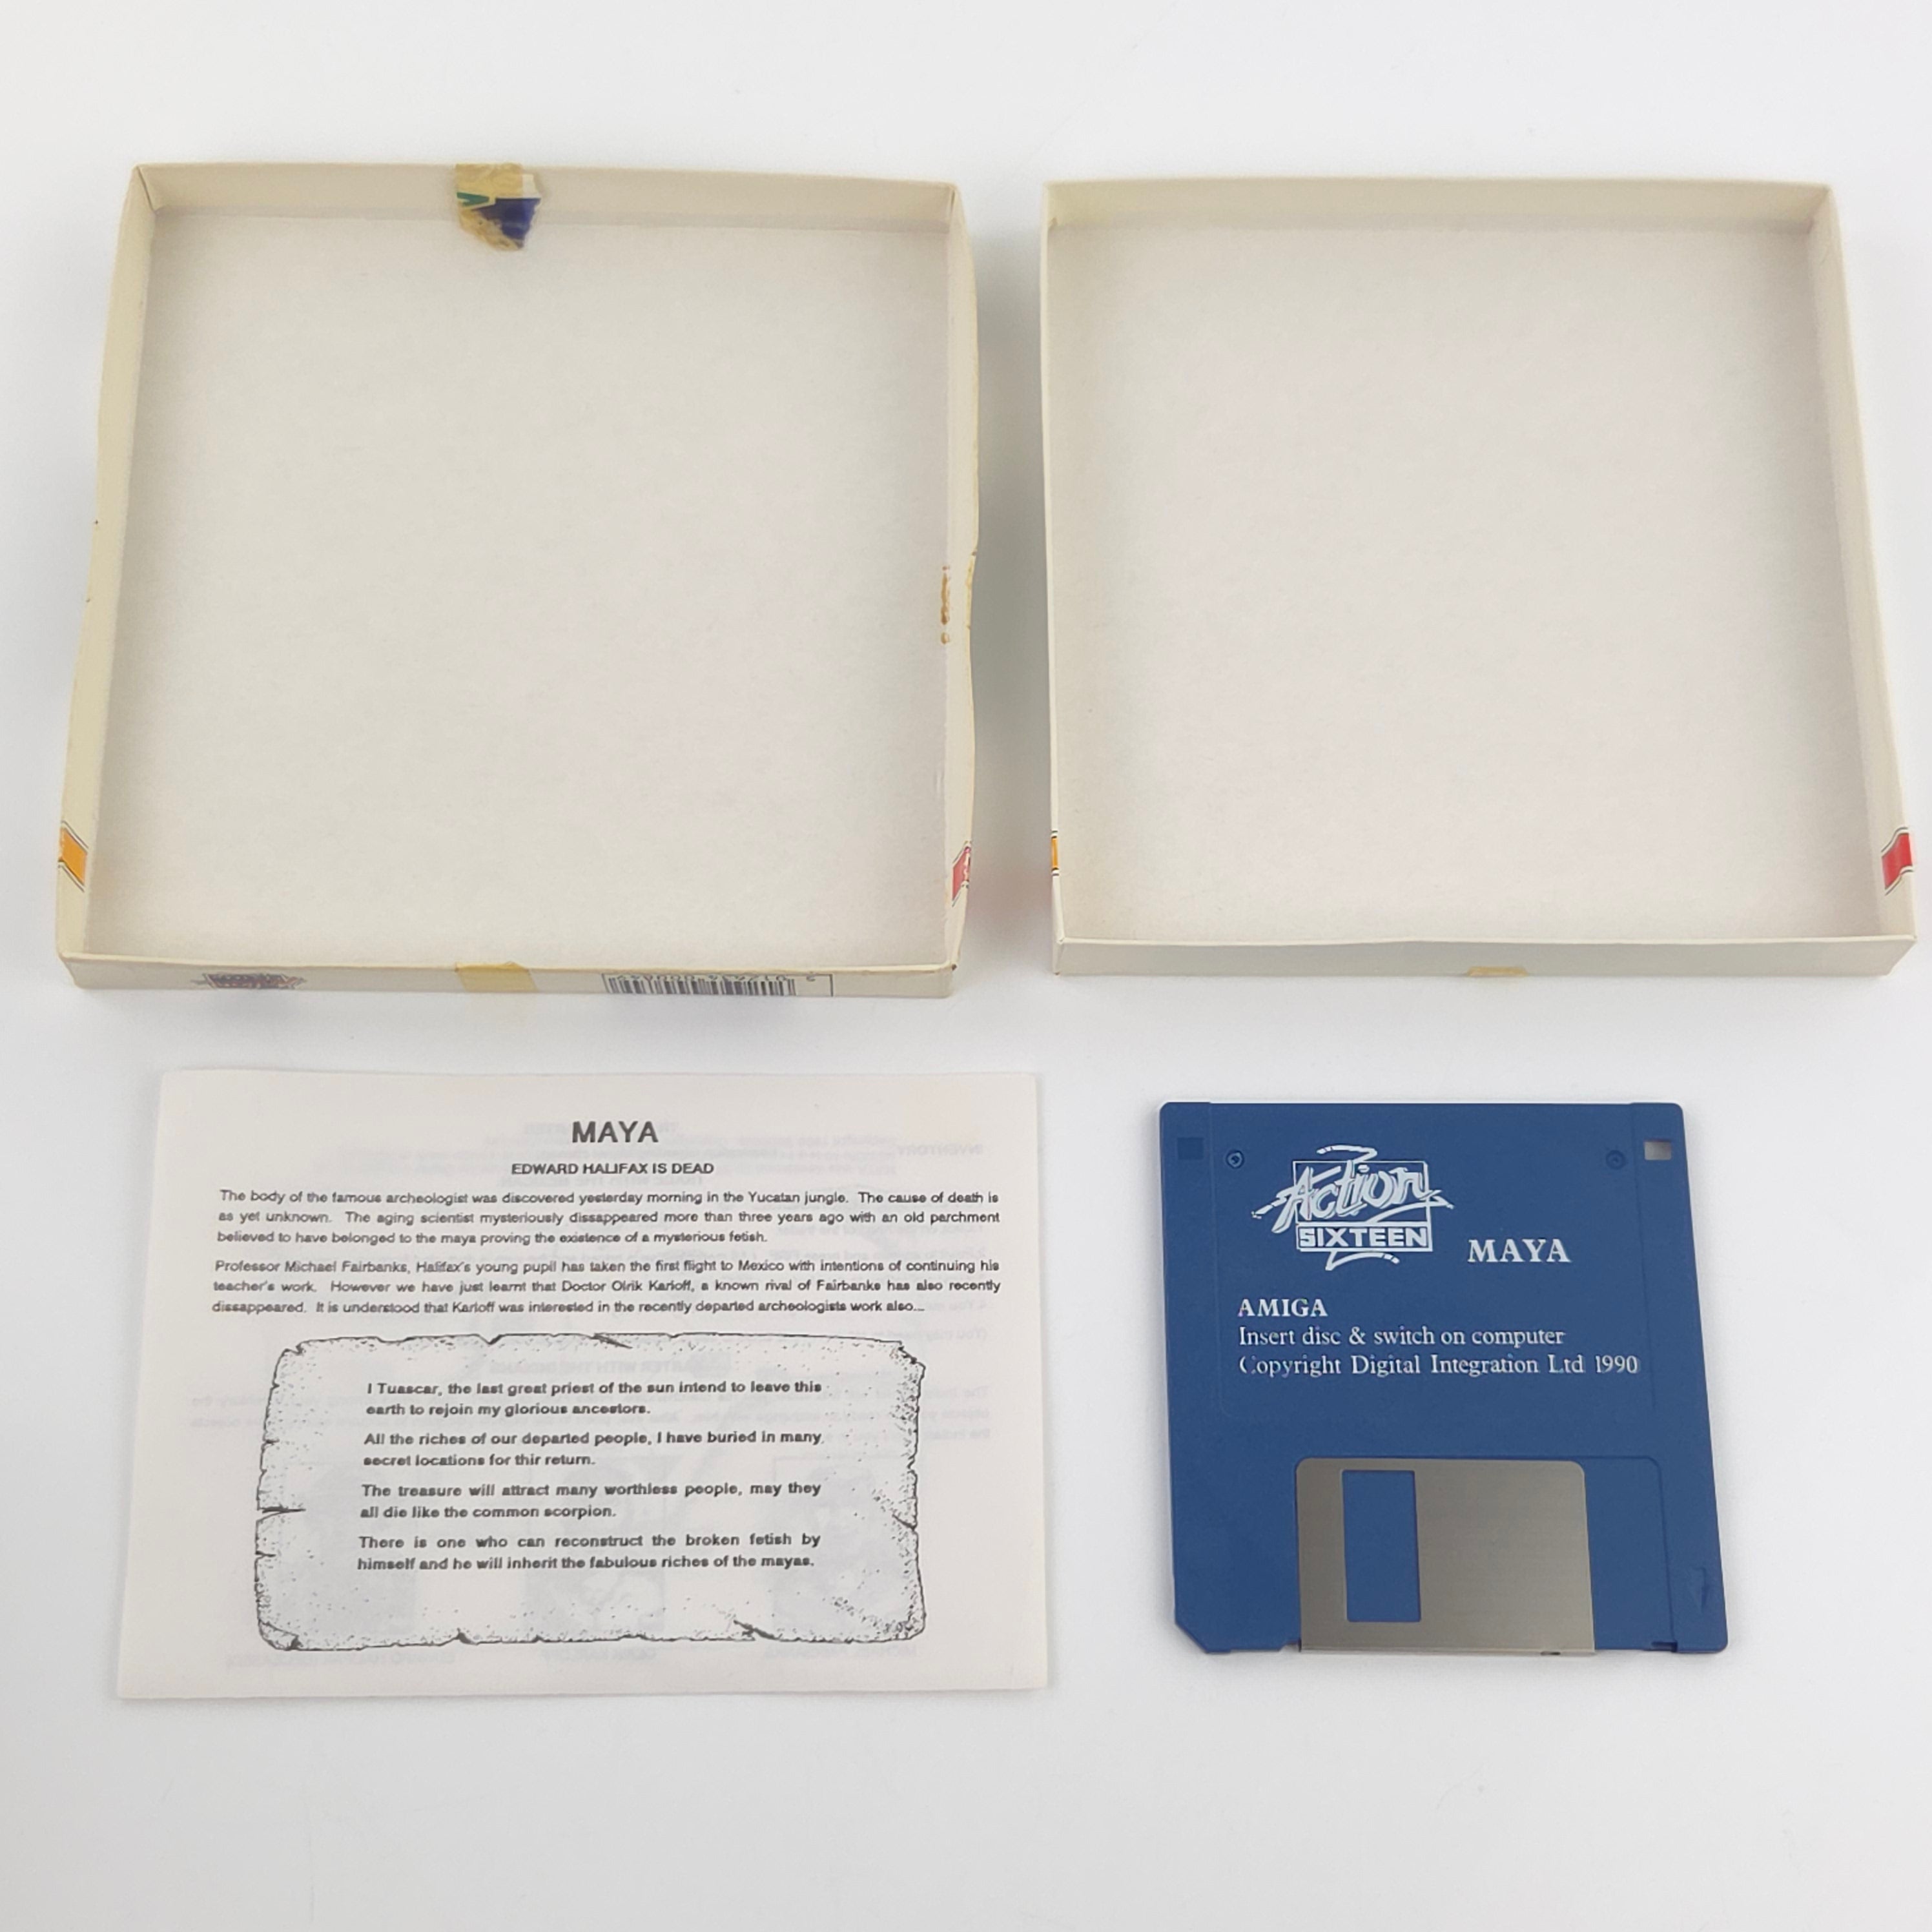 MAYA
EDWARD HALIFAX IS DEAD
The body of the famous archeologist was discovered yesterday morning in the Yucatan jungle. The cause of death is
as yet unknown. The aging scientist mysteriously dissappeared more than three years ago with an old parchment
believed to have belonged to the maya proving the existence of a mysterious fetish.
Professor Michael Fairbanks, Halifax's young pupil has taken the first flight to Mexico with intentions of continuing his
teacher's work. However we have just learnt that Doctor Olrik Karloff, a known rival of Fairbanks has also recently
dissappeared. It is understood that Karloff was interested in the recently departed archeologists work also...
I Tuascar, the last great priest of the sun intend to leave this
earth to rejoin my glorious ancestors.
All the riches of our departed people, I have buried in many
secret locations for thir return.
The treasure will attract many worthless people, may they
all die like the common scorpion.
There is one who can reconstruct the broken fetish by
himself and he will inherit the fabulous riches of the mayas.
Action
SIXTEEN
MAYA
AMIGA
Insert disc & switch on computer
Copyright Digital Integration Ltd 1990